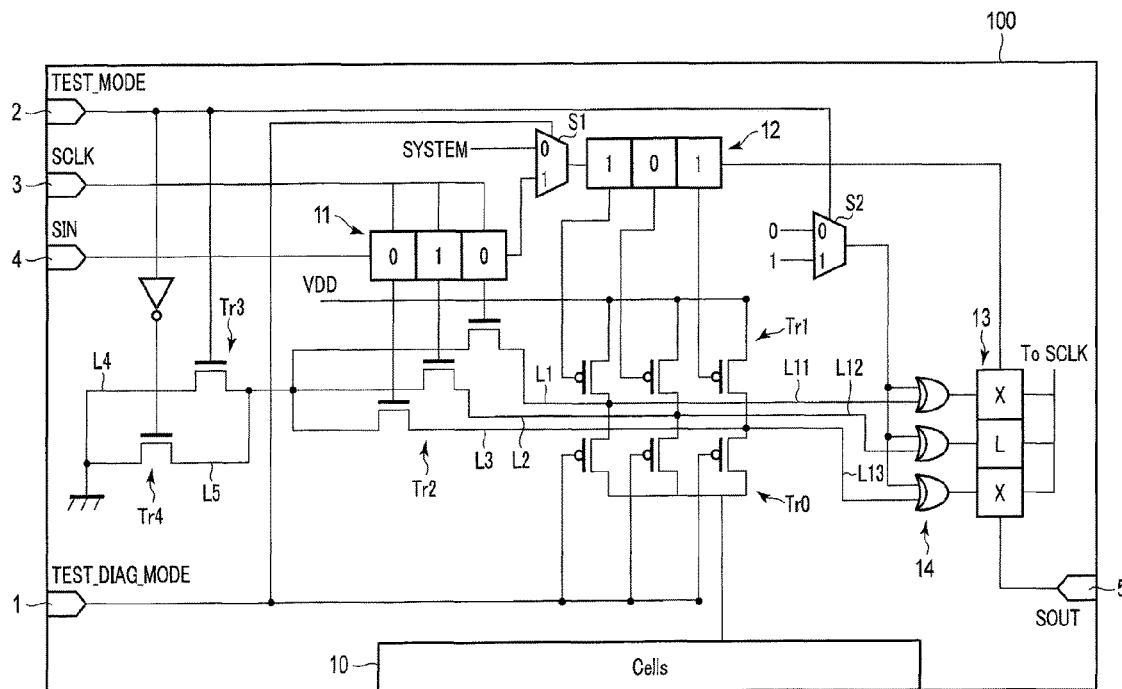 100
TEST_MODE
2
SCLK
3
SIN
4
SYSTEM
S1
0
1
12
1 0 1
11
0 1 0
S2
0 0
1 1
VDD
Tr3
Tr1
13
To SCLK
L4
L1
L11
L12
X
L
X
L3
L2
L13
Tr2
Tr0
Tr4
L5
14
TEST_DIAG_MODE
1
5
SOUT
10
Cells